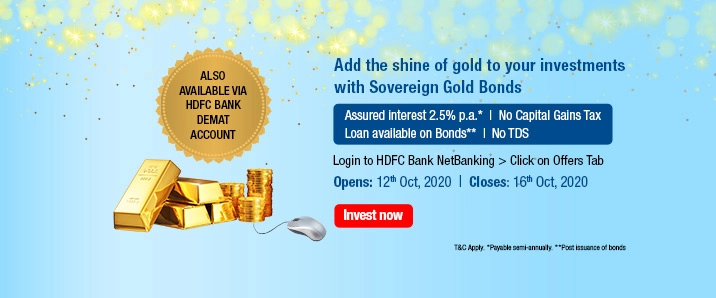 ALSO
AVAILABLE VIA
HDFC BANK
DEMAT
ACCOUNT
Add the shine of gold to your investments
with Sovereign Gold Bonds
Assured interest 2.5% p.a.* | No Capital Gains Tax
Loan available on Bonds** | No TDS
Login to HDFC Bank NetBanking > Click on Offers Tab
Opens: 12th Oct, 2020 | Closes: 16th Oct, 2020
Invest now
T&C Apply. *Payable semi-annually. **Post issuance of bonds